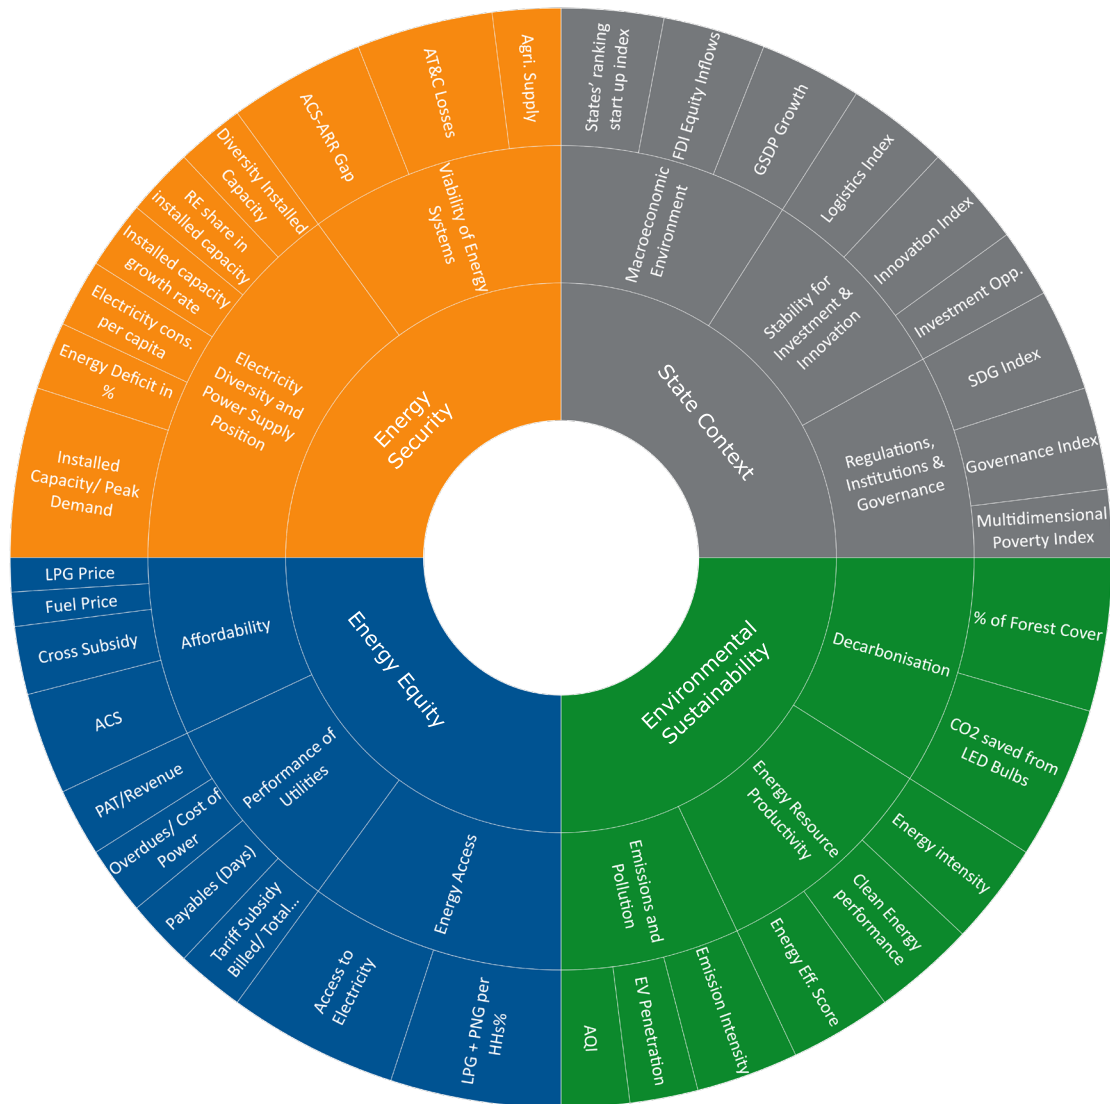 States' ranking
start up index
FDI Equity Inflows
GSDP Growth
Logistics Index
Innovation Index
Investment Opp.
SDG Index
Governance Index
Multidimensional
Poverty Index
Macroeconomic
Environment
Stability for
Investment &
Innovation
Regulations,
Institutions &
Governance
State Context
% of Forest Cover
CO2 saved from
LED Bulbs
Energy intensity
Clean Energy
performance
Energy Eff. Score
Emission Intensity
EV Penetration
AQI
Decarbonisation
Energy Resource
Productivity
Emissions and
Pollution
Environmental
Sustainability
LPG + PNG per
HHs%
Access to
Electricity
Tariff Subsidy
Billed/ Total...
Payables (Days)
Overdues/ Cost of
Power
PAT/Revenue
ACS
Cross Subsidy
Fuel Price
LPG Price
Energy Access
Performance of
Utilities
Affordability
Energy Equity
Installed
Capacity/ Peak
Demand
Energy Deficit in
%
Electricity cons.
per capita
Installed capacity
growth rate
RE share in
installed capacity
Diversity Installed
Capacity
ACS-ARR Gap
AT&C Losses
Agri. Supply
Electricity
Diversity and
Power Supply
Position
Viability of Energy
Systems
Energy
Security